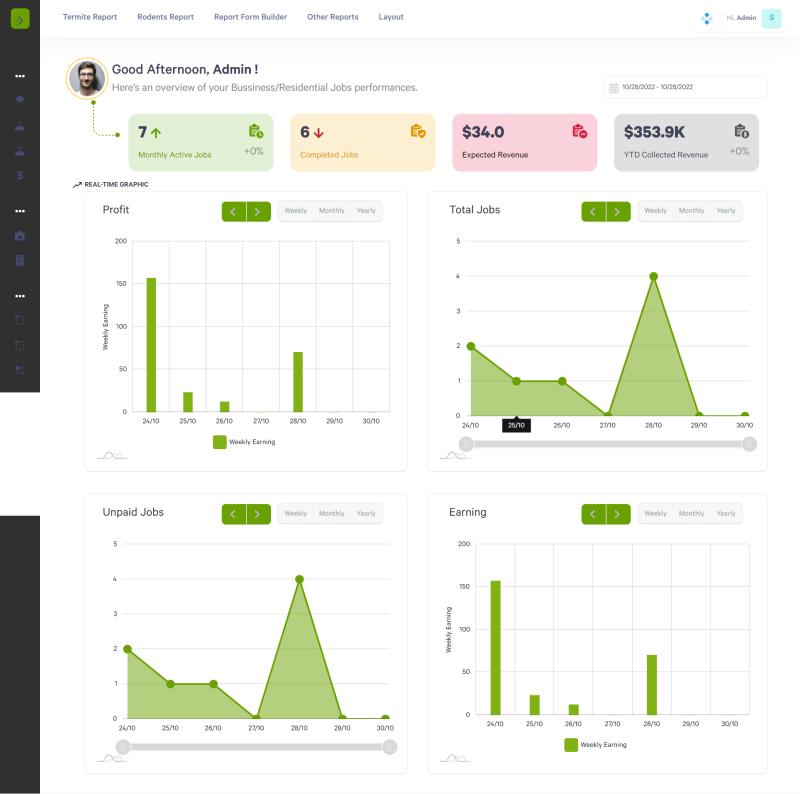 Termite Report Rodents Report Report Form Builder Other Reports Layout Hi, Admin S
Good Afternoon, Admin !
Here's an overview of your Bussiness/Residential Jobs performances.
10/28/2022 - 10/28/2022
7
Monthly Active Jobs +0%
6
Completed Jobs
$34.0
Expected Revenue
$353.9K
YTD Collected Revenue +0%
REAL-TIME GRAPHIC
Profit Weekly Monthly Yearly
200
150
100
50
0
Weekly Earning
24/10 25/10 26/10 27/10 28/10 29/10 30/10
Weekly Earning
Total Jobs Weekly Monthly Yearly
5
4
3
2
1
0
24/10 25/10 26/10 27/10 28/10 29/10 30/10
Unpaid Jobs Weekly Monthly Yearly
5
4
3
2
1
0
24/10 25/10 26/10 27/10 28/10 29/10 30/10
Earning Weekly Monthly Yearly
200
150
100
50
0
Weekly Earning
24/10 25/10 26/10 27/10 28/10 29/10 30/10
Weekly Earning